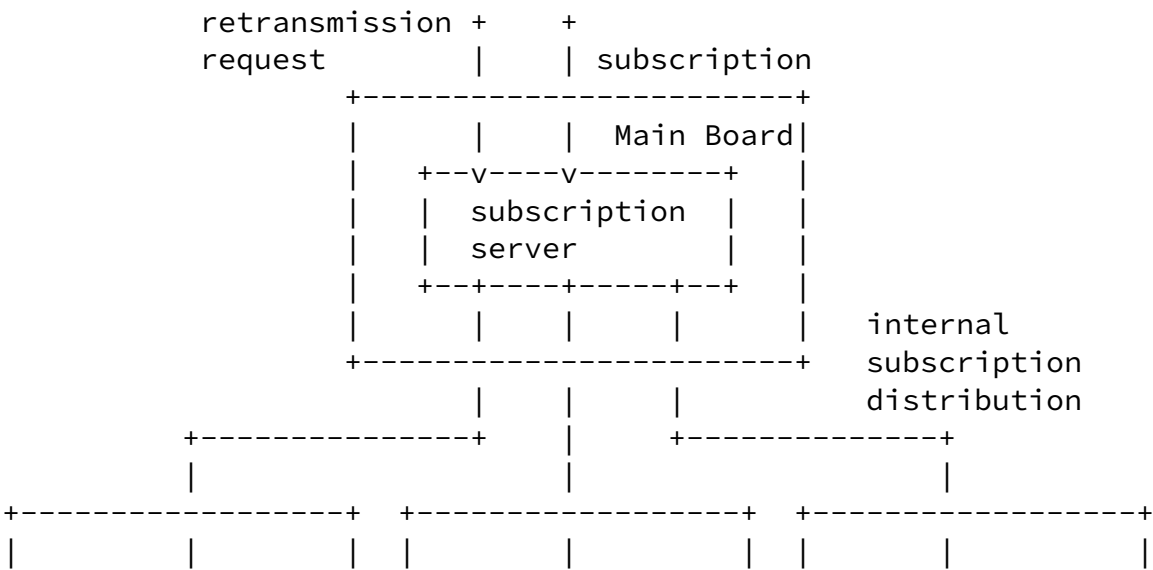 retransmission +    +
request        |    | subscription
+------------------------+
|      |    |  Main Board|
|   +--v----v--------+   |
|   |  subscription  |   |
|   |  server        |   |
|   +--+----+-----+--+   |
|      |    |     |      |   internal
+------------------------+   subscription
|    |     |          distribution
+---------------+    |     +--------------+
|                    |                    |
+------------------+  +------------------+  +------------------+
|         |        |  |        |         |  |       |          |